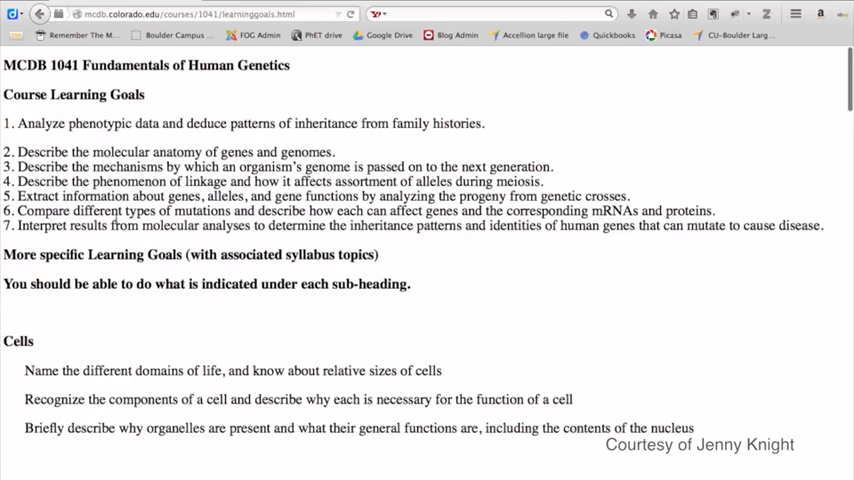 mcdb.colorado.edu/courses/1041/learninggoals.html
Remember The M... Boulder Campus ... FOG Admin PhET drive Google Drive Blog Admin Accellion large file Quickbooks Picasa CU-Boulder Larg...
MCDB 1041 Fundamentals of Human Genetics
Course Learning Goals
1. Analyze phenotypic data and deduce patterns of inheritance from family histories.
2. Describe the molecular anatomy of genes and genomes.
3. Describe the mechanisms by which an organism's genome is passed on to the next generation.
4. Describe the phenomenon of linkage and how it affects assortment of alleles during meiosis.
5. Extract information about genes, alleles, and gene functions by analyzing the progeny from genetic crosses.
6. Compare different types of mutations and describe how each can affect genes and the corresponding mRNAs and proteins.
7. Interpret results from molecular analyses to determine the inheritance patterns and identities of human genes that can mutate to cause disease.
More specific Learning Goals (with associated syllabus topics)
You should be able to do what is indicated under each sub-heading.
Cells
Name the different domains of life, and know about relative sizes of cells
Recognize the components of a cell and describe why each is necessary for the function of a cell
Briefly describe why organelles are present and what their general functions are, including the contents of the nucleus
Courtesy of Jenny Knight